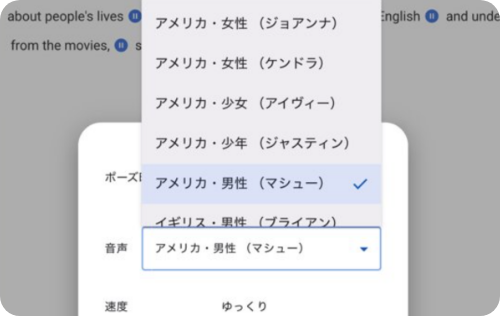 about people's lives
English
and unde
from the movies,
s
アメリカ・女性 （ジョアンナ）
アメリカ・女性 （ケンドラ）
アメリカ・少女 （アイヴィー）
アメリカ・少年 （ジャスティン）
ポーズ
アメリカ・男性 （マシュー）
イギリス・男性 （ブライアン）
音声
アメリカ・男性 （マシュー）
速度
ゆっくり